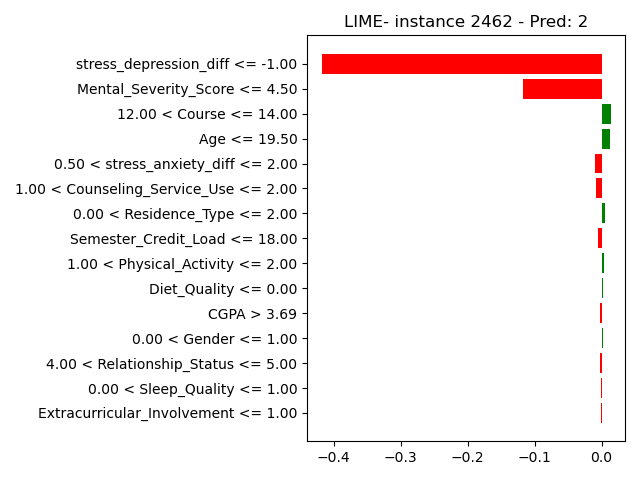 LIME- instance 2462 - Pred: 2
stress_depression_diff <= -1.00
Mental_Severity_Score <= 4.50
12.00 < Course <= 14.00
Age <= 19.50
0.50 < stress_anxiety_diff <= 2.00
1.00 < Counseling_Service_Use <= 2.00
0.00 < Residence_Type <= 2.00
Semester_Credit_Load <= 18.00
1.00 < Physical_Activity <= 2.00
Diet_Quality <= 0.00
CGPA > 3.69
0.00 < Gender <= 1.00
4.00 < Relationship_Status <= 5.00
0.00 < Sleep_Quality <= 1.00
Extracurricular_Involvement <= 1.00
−0.4 −0.3 −0.2 −0.1 0.0